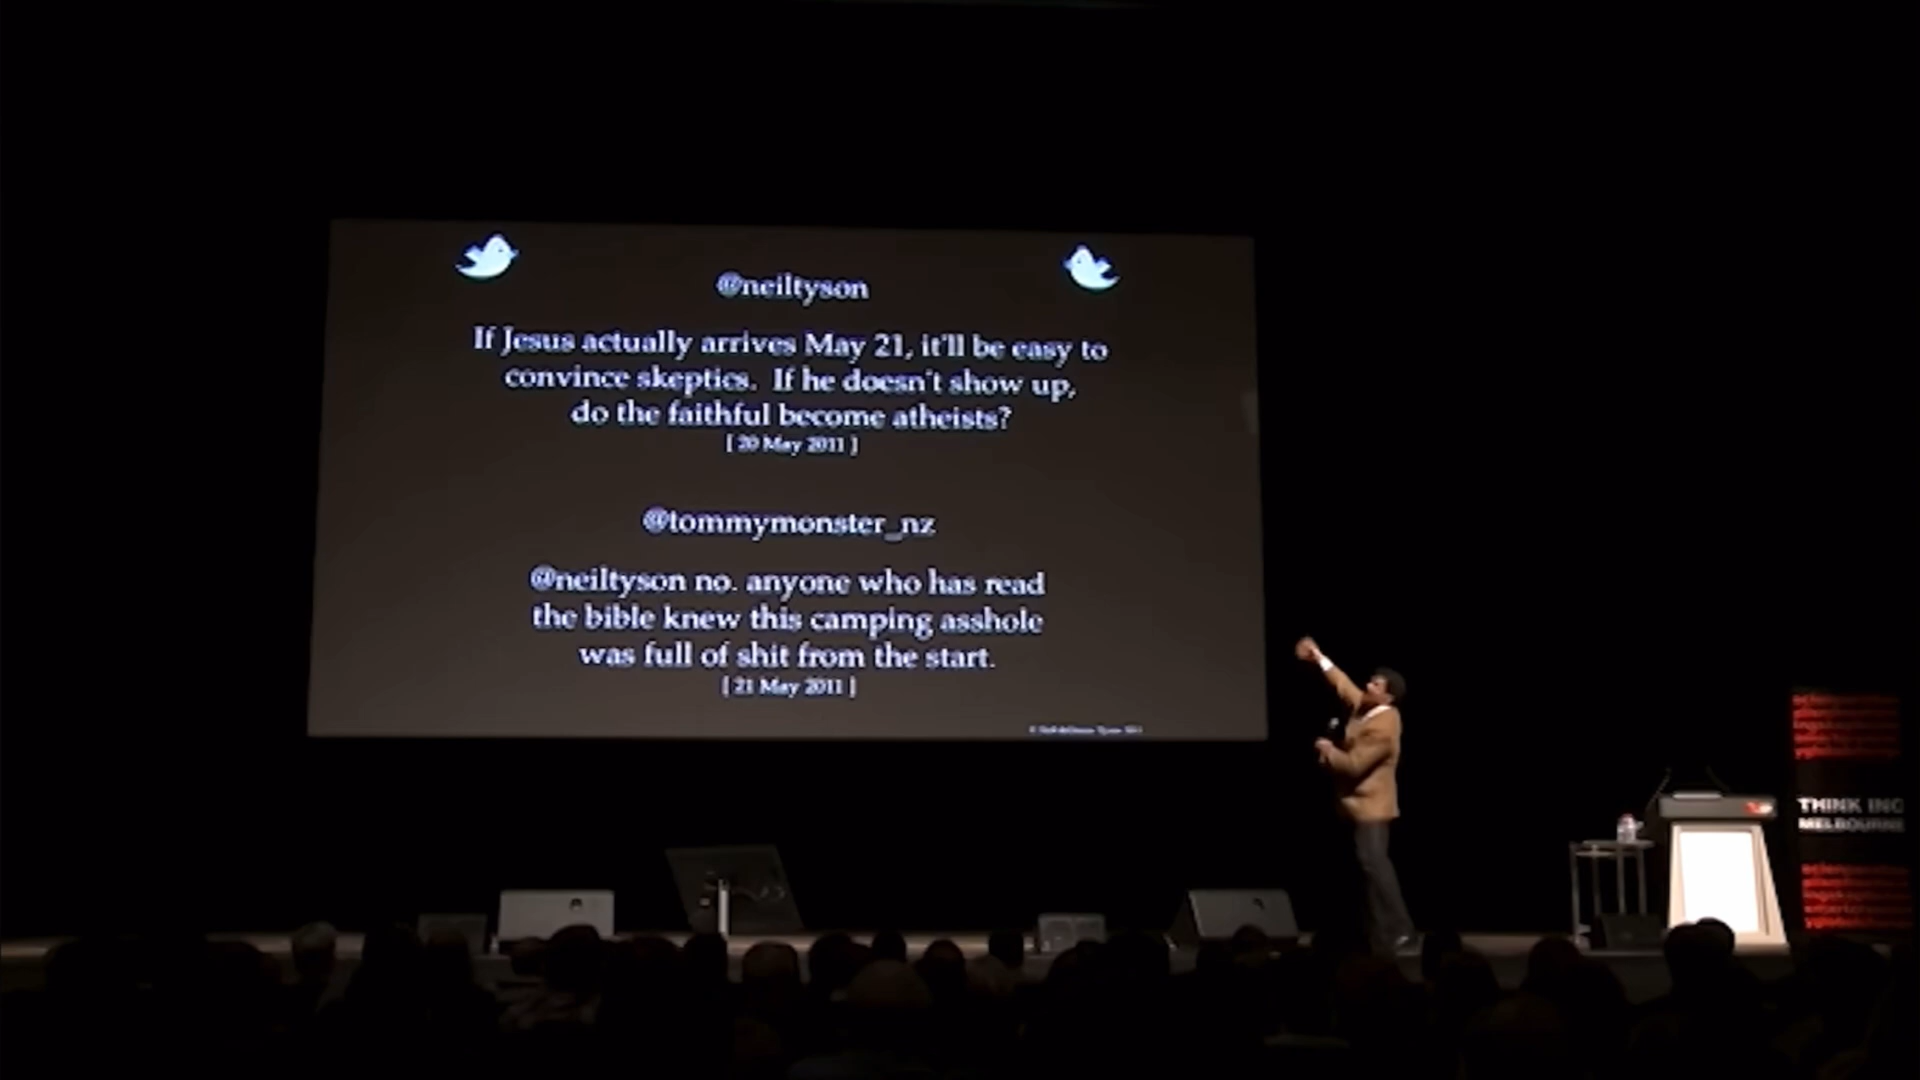 @neiltyson
If Jesus actually arrives May 21, it'll be easy to
convince skeptics. If he doesn't show up,
do the faithful become atheists?
[ 20 May 2011 ]
@tommymonster_nz
@neiltyson no. anyone who has read
the bible knew this camping asshole
was full of shit from the start.
[ 21 May 2011 ]
THINK INC
MELBOURNE